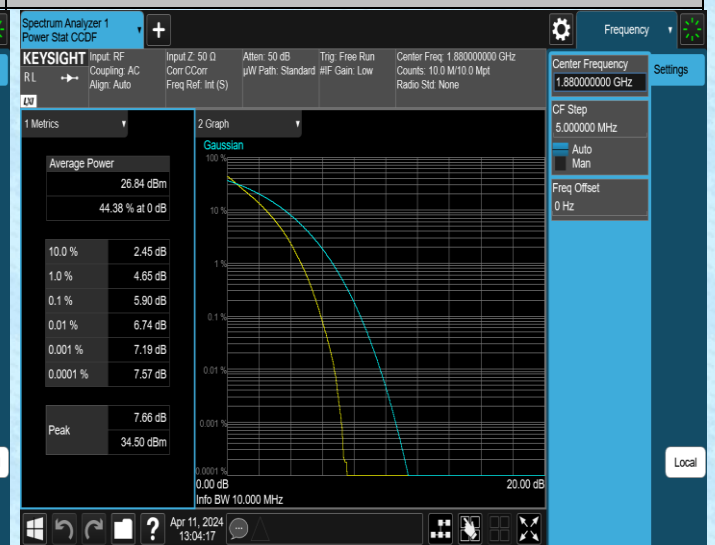 Spectrum Analyzer 1
Power Stat CCDF
Frequency
KEYSIGHT
R L
LXI
Input: RF
Coupling: AC
Align: Auto
Input Z: 50 Ω
Corr CCorr
Freq Ref: Int (S)
Atten: 50 dB
µW Path: Standard
Trig: Free Run
#IF Gain: Low
Center Freq: 1.880000000 GHz
Counts: 10.0 M/10.0 Mpt
Radio Std: None
Center Frequency
1.880000000 GHz
Settings
CF Step
5.000000 MHz
Auto
Man
Freq Offset
0 Hz
1 Metrics
Average Power
26.84 dBm
44.38 % at 0 dB
10.0 % 2.45 dB
1.0 % 4.65 dB
0.1 % 5.90 dB
0.01 % 6.74 dB
0.001 % 7.19 dB
0.0001 % 7.57 dB
Peak
7.66 dB
34.50 dBm
2 Graph
Gaussian
100 %
10 %
1 %
0.1 %
0.01 %
0.001 %
0.0001 %
0.00 dB
20.00 dB
Info BW 10.000 MHz
Local
?
Apr 11, 2024
13:04:17